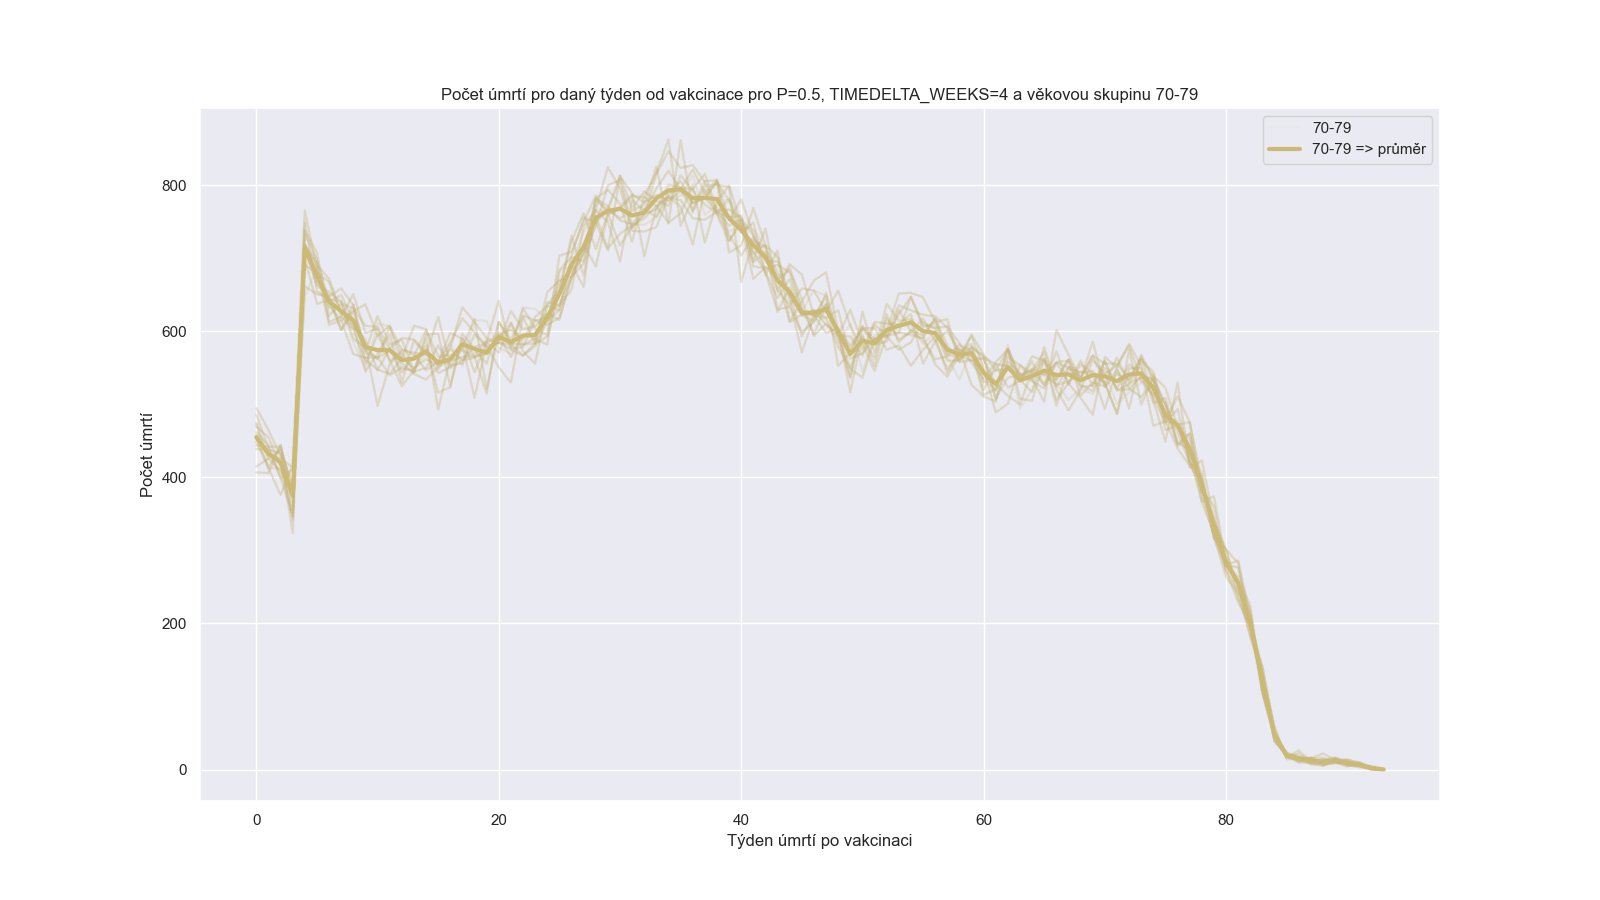 Počet úmrtí pro daný týden od vakcinace pro P=0.5, TIMEDELTA_WEEKS=4 a věkovou skupinu 70-79
70-79
70-79 => průměr
Počet úmrtí
800
600
400
200
0
0
20
40
60
80
Týden úmrtí po vakcinaci